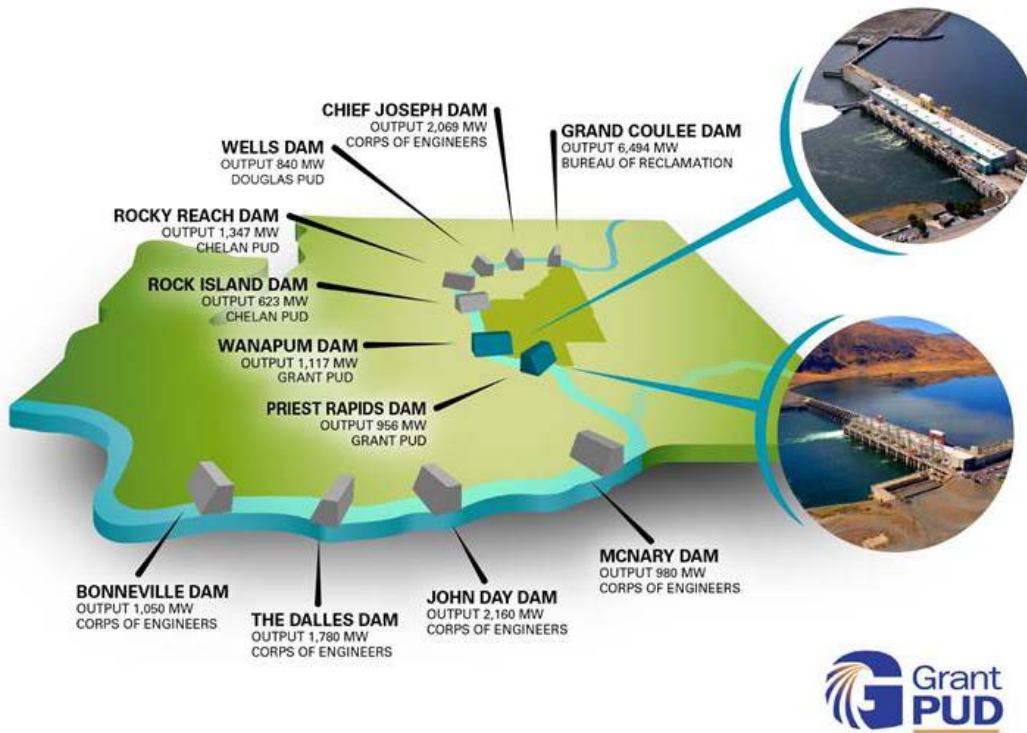 CHIEF JOSEPH DAM
OUTPUT 2,069 MW
CORPS OF ENGINEERS
GRAND COULEE DAM
OUTPUT 6,494 MW
BUREAU OF RECLAMATION
WELLS DAM
OUTPUT 840 MW
DOUGLAS PUD
ROCKY REACH DAM
OUTPUT 1,347 MW
CHELAN PUD
ROCK ISLAND DAM
OUTPUT 623 MW
CHELAN PUD
WANAPUM DAM
OUTPUT 1,117 MW
GRANT PUD
PRIEST RAPIDS DAM
OUTPUT 956 MW
GRANT PUD
BONNEVILLE DAM
OUTPUT 1,050 MW
CORPS OF ENGINEERS
THE DALLES DAM
OUTPUT 1,780 MW
CORPS OF ENGINEERS
JOHN DAY DAM
OUTPUT 2,160 MW
CORPS OF ENGINEERS
MCNARY DAM
OUTPUT 980 MW
CORPS OF ENGINEERS
Grant
PUD